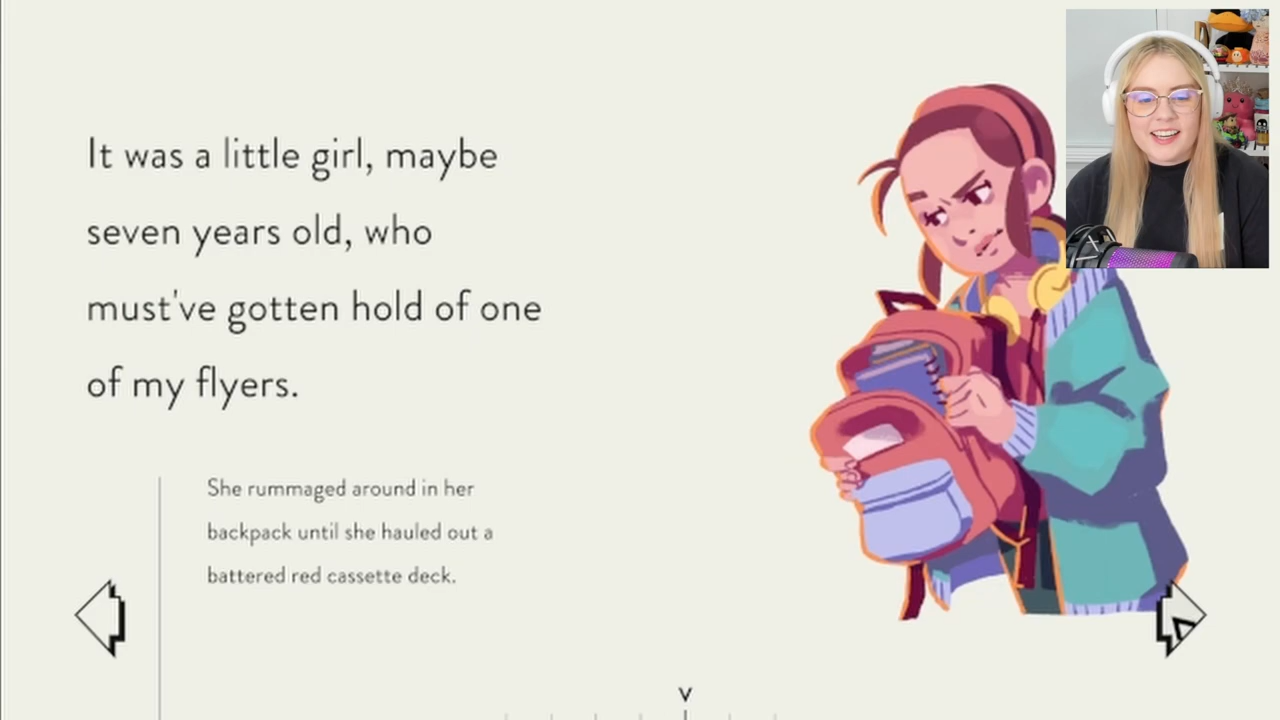 It was a little girl, maybe
seven years old, who
must've gotten hold of one
of my flyers.
She rummaged around in her
backpack until she hauled out a
battered red cassette deck.